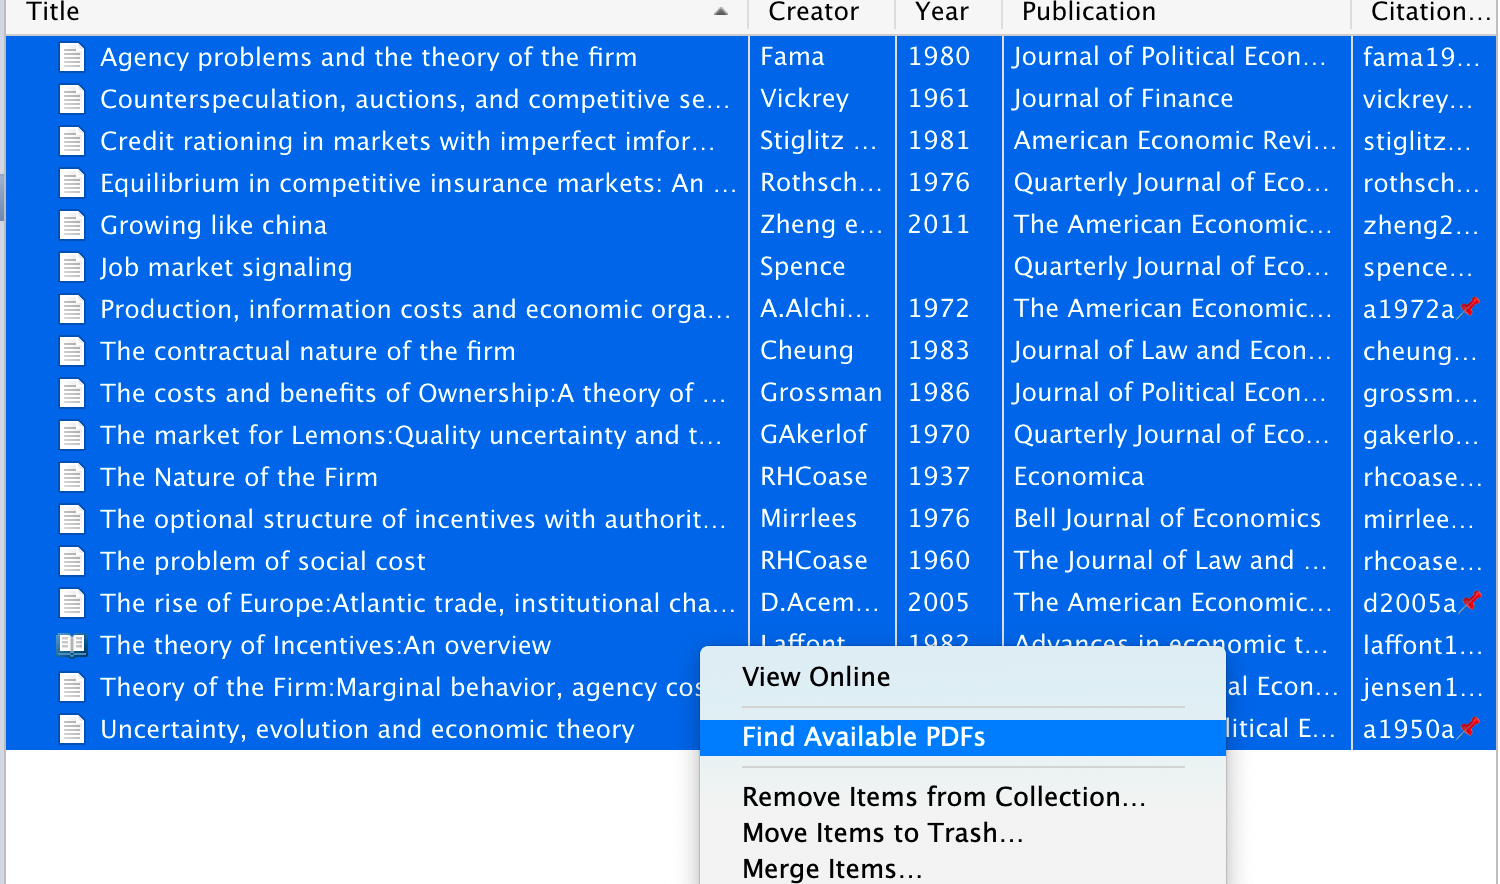 Title Creator Year Publication Citation...
Agency problems and the theory of the firm Fama 1980 Journal of Political Econ... fama19...
Counterspeculation, auctions, and competitive se... Vickrey 1961 Journal of Finance vickrey...
Credit rationing in markets with imperfect imfor... Stiglitz ... 1981 American Economic Revi... stiglitz...
Equilibrium in competitive insurance markets: An ... Rothsch... 1976 Quarterly Journal of Eco... rothsch...
Growing like china Zheng e... 2011 The American Economic... zheng2...
Job market signaling Spence Quarterly Journal of Eco... spence...
Production, information costs and economic orga... A.Alchi... 1972 The American Economic... a1972a
The contractual nature of the firm Cheung 1983 Journal of Law and Econ... cheung...
The costs and benefits of Ownership:A theory of ... Grossman 1986 Journal of Political Econ... grossm...
The market for Lemons:Quality uncertainty and t... GAkerlof 1970 Quarterly Journal of Eco... gakerlo...
The Nature of the Firm RHCoase 1937 Economica rhcoase...
The optional structure of incentives with authorit... Mirrlees 1976 Bell Journal of Economics mirrlee...
The problem of social cost RHCoase 1960 The Journal of Law and ... rhcoase...
The rise of Europe:Atlantic trade, institutional cha... D.Acem... 2005 The American Economic... d2005a
The theory of Incentives:An overview Laffont 1982 Advances in economic t... laffont1...
Theory of the Firm:Marginal behavior, agency cos al Econ... jensen1...
Uncertainty, evolution and economic theory litical E... a1950a
View Online
Find Available PDFs
Remove Items from Collection...
Move Items to Trash...
Merge Items...